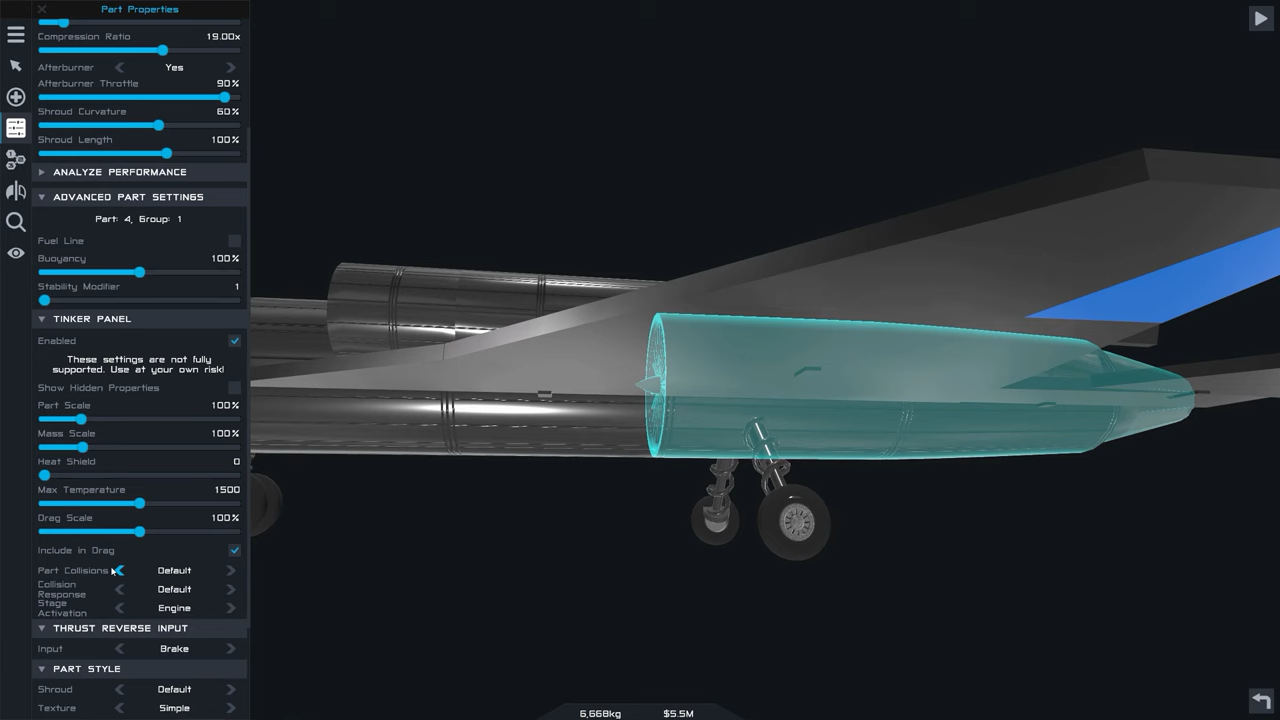 Part Properties
Compression Ratio 19.00x
Afterburner Yes
Afterburner Throttle 90%
Shroud Curvature 60%
Shroud Length 100%
ANALYZE PERFORMANCE
ADVANCED PART SETTINGS
Part: 4, Group: 1
Fuel Line
Buoyancy 100%
Stability Modifier 1
TINKER PANEL
Enabled
These settings are not fully
supported. Use at your own risk!
Show Hidden Properties
Part Scale 100%
Mass Scale 100%
Heat Shield 0
Max Temperature 1500
Drag Scale 100%
Include in Drag
Part Collisions Default
Collision
Response Default
Stage
Activation Engine
THRUST REVERSE INPUT
Input Brake
PART STYLE
Shroud Default
Texture Simple
6,668kg $5.5M